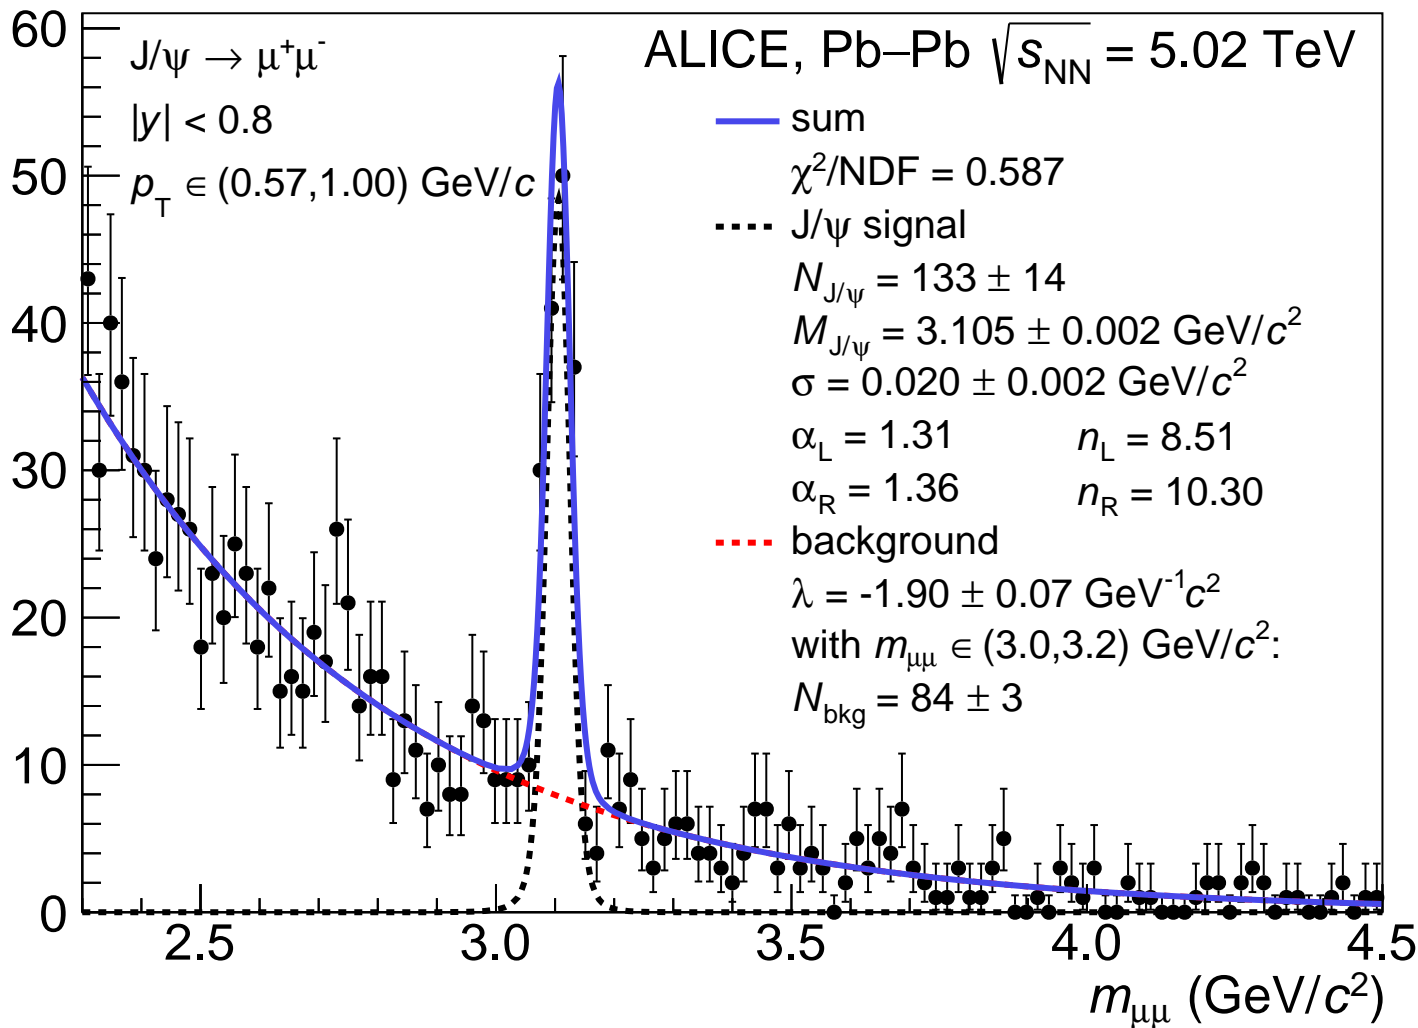 60
50
40
30
20
10
0
J/ψ → μ⁺μ⁻
|y| < 0.8
p_T ∈ (0.57,1.00) GeV/c
ALICE, Pb–Pb √s_NN = 5.02 TeV
sum
χ²/NDF = 0.587
J/ψ signal
N_J/ψ = 133 ± 14
M_J/ψ = 3.105 ± 0.002 GeV/c²
σ = 0.020 ± 0.002 GeV/c²
α_L = 1.31 n_L = 8.51
α_R = 1.36 n_R = 10.30
background
λ = -1.90 ± 0.07 GeV⁻¹c²
with m_μμ ∈ (3.0,3.2) GeV/c²:
N_bkg = 84 ± 3
2.5 3.0 3.5 4.0 4.5
m_μμ (GeV/c²)